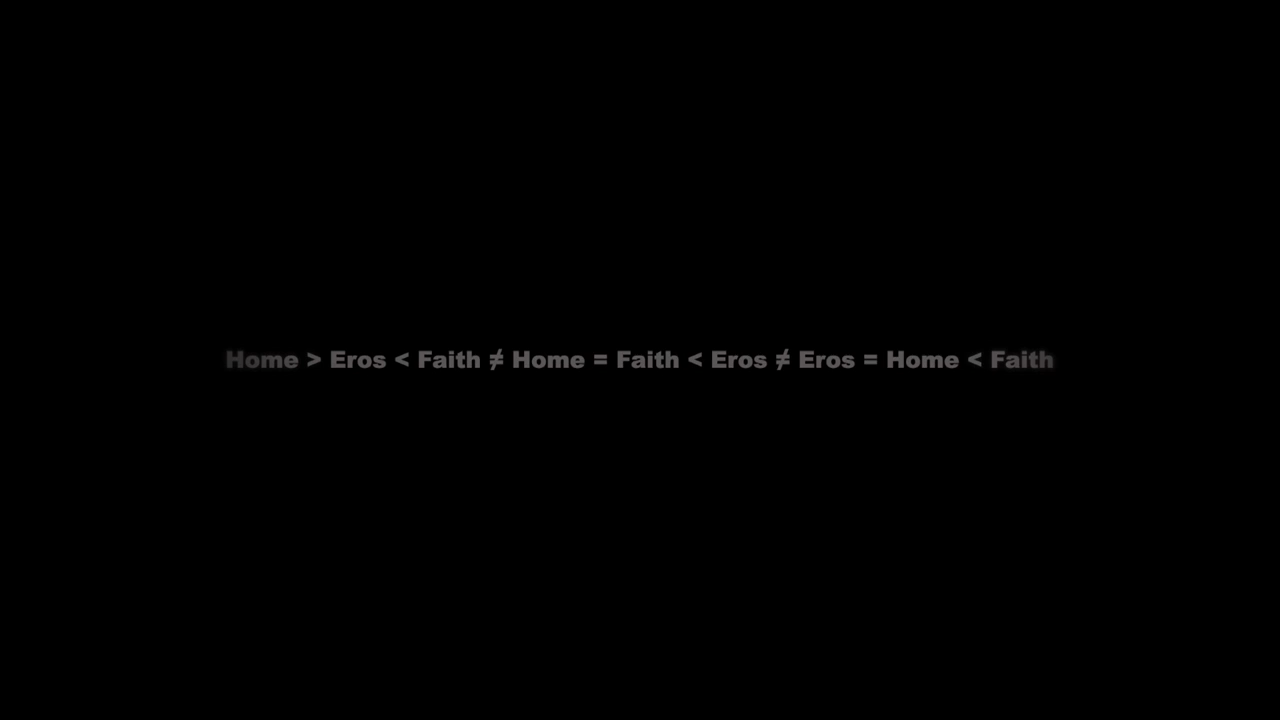 Home > Eros < Faith ≠ Home = Faith < Eros ≠ Eros = Home < Faith